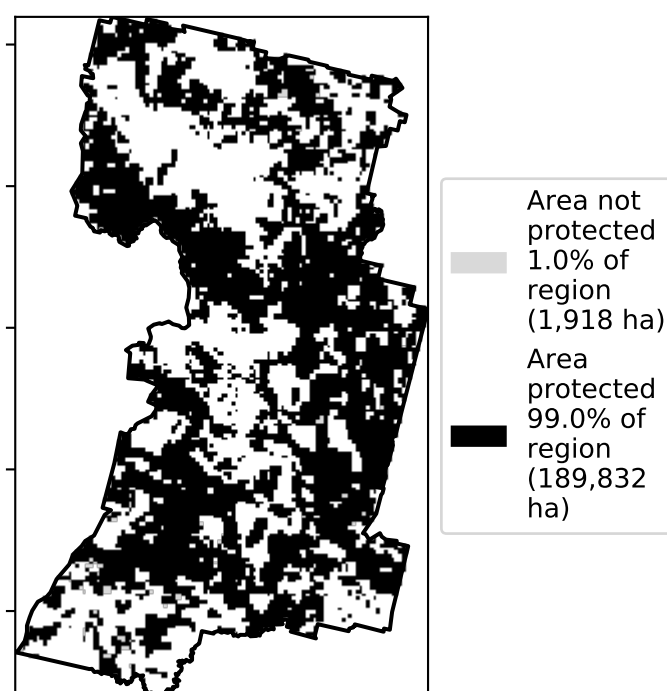 Area not
protected
1.0% of
region
(1,918 ha)
Area
protected
99.0% of
region
(189,832
ha)